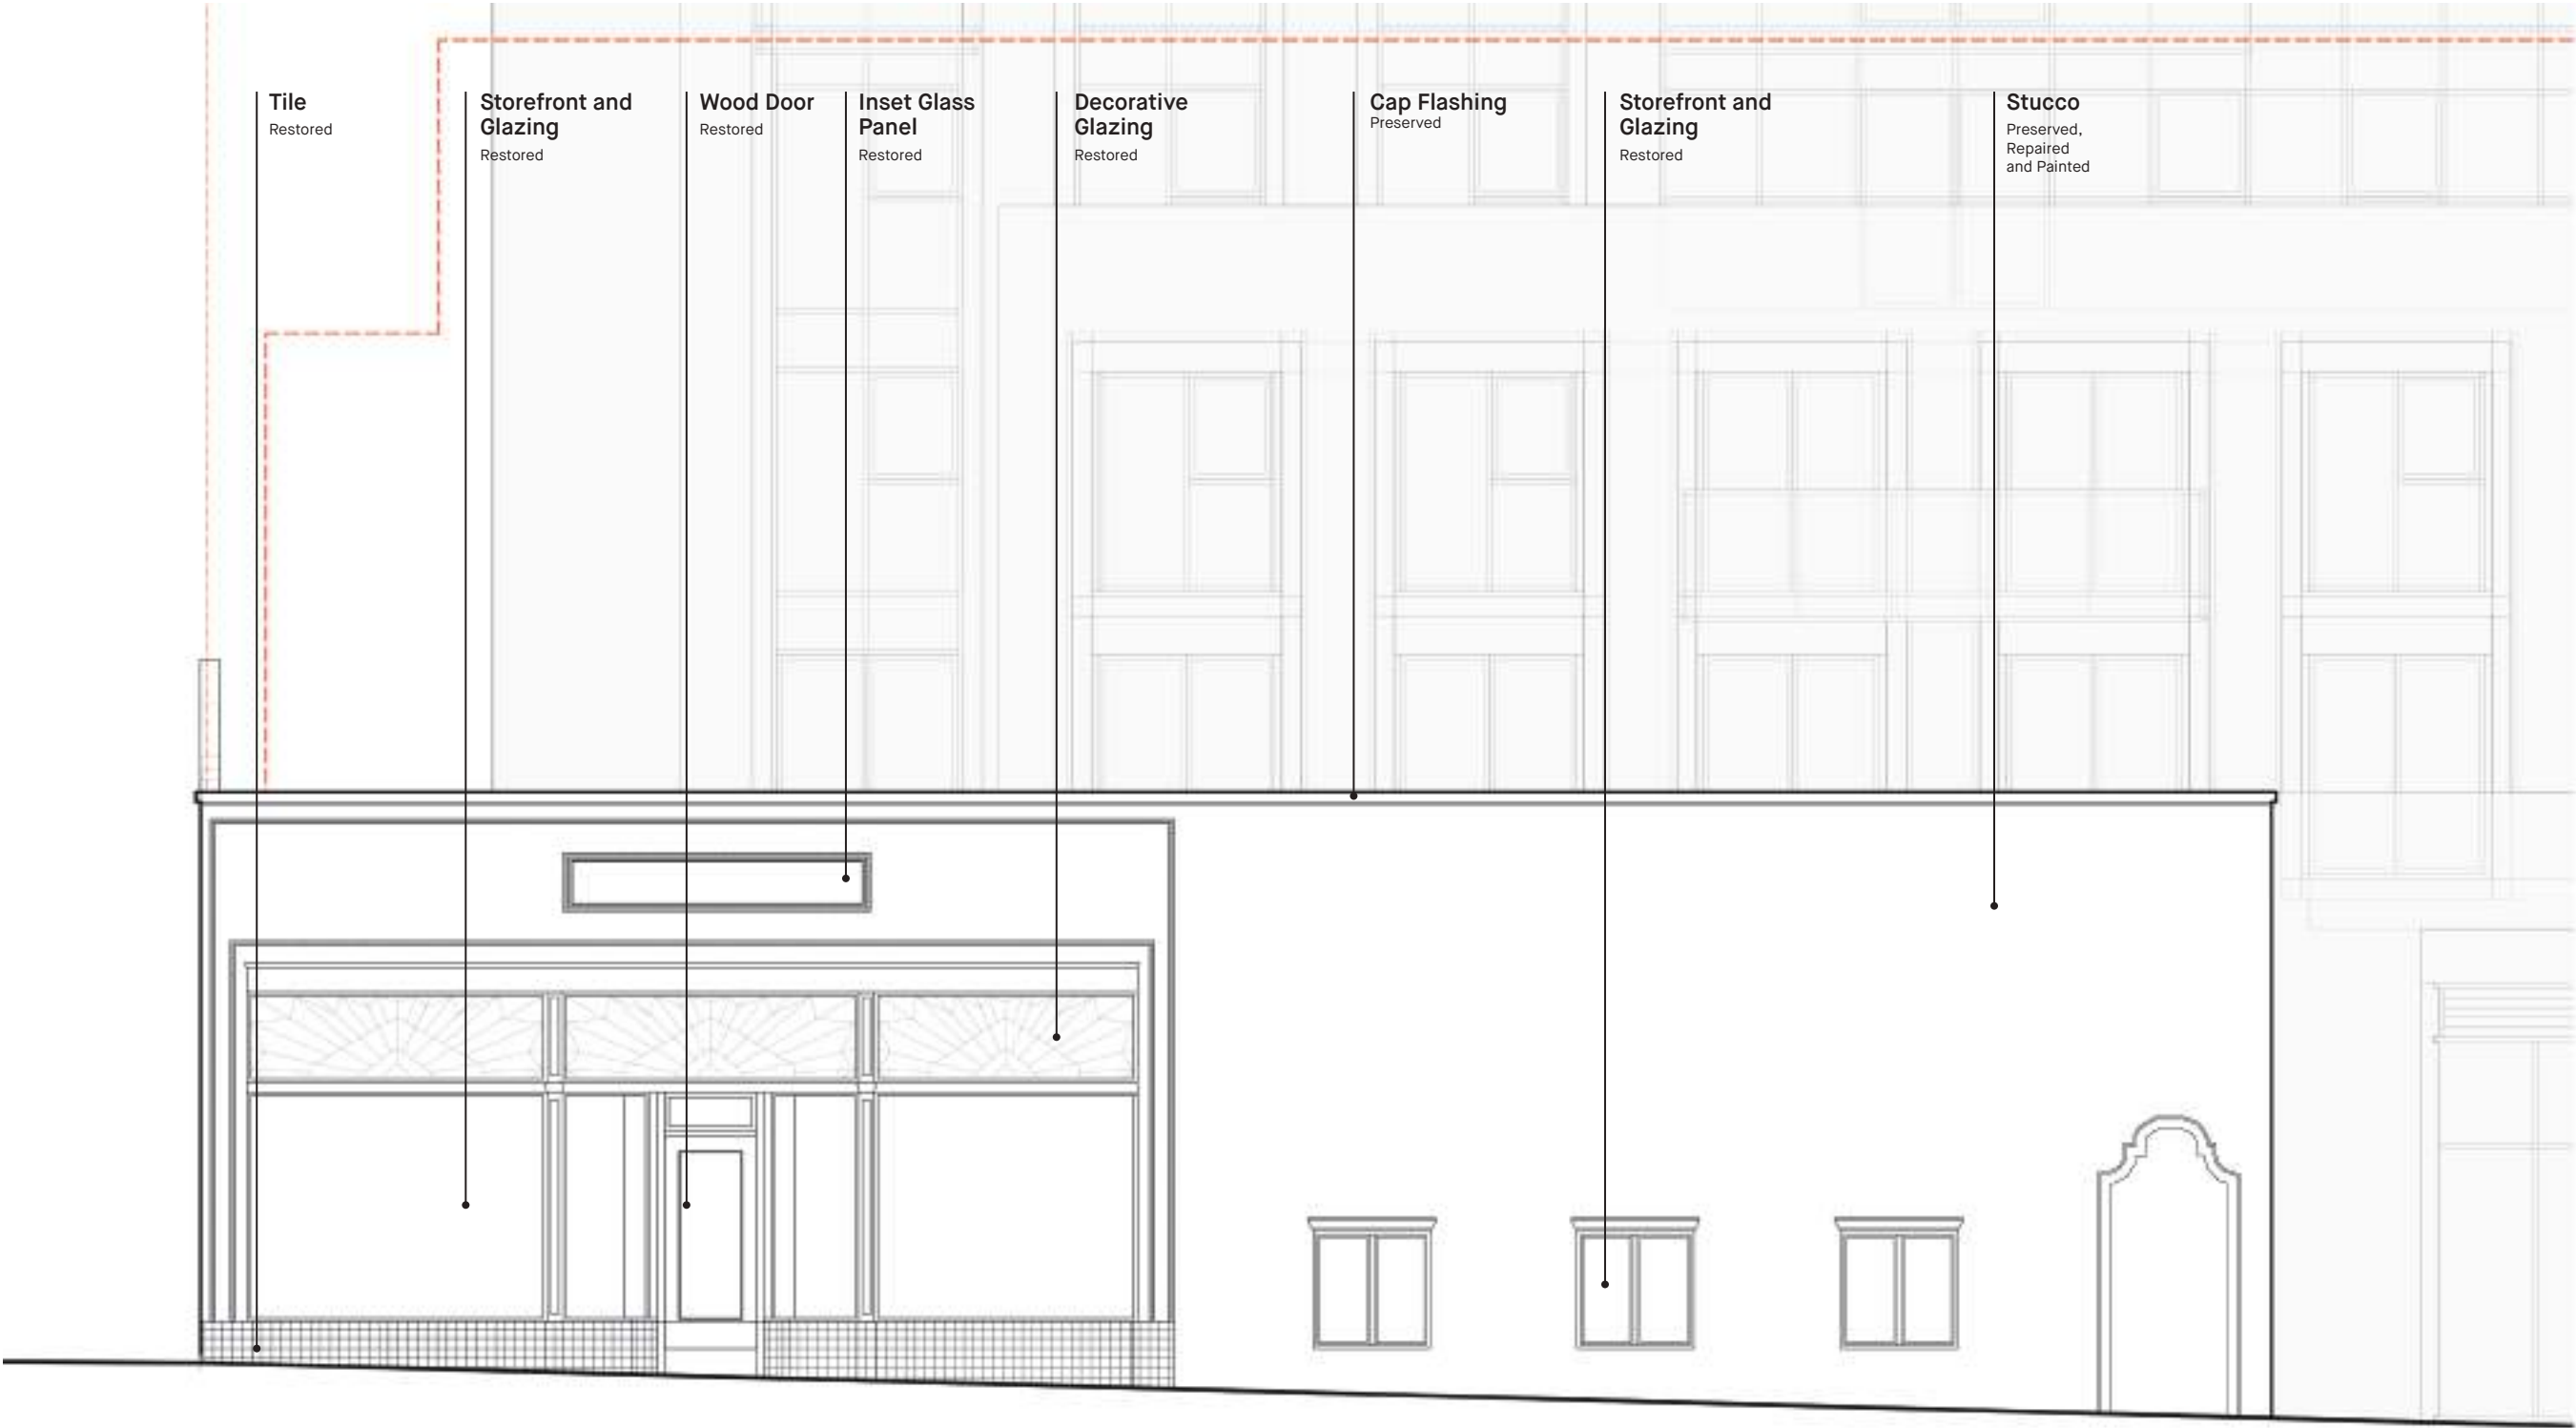 Tile
Restored
Storefront and
Glazing
Restored
Wood Door
Restored
Inset Glass
Panel
Restored
Decorative
Glazing
Restored
Cap Flashing
Preserved
Storefront and
Glazing
Restored
Stucco
Preserved,
Repaired
and Painted